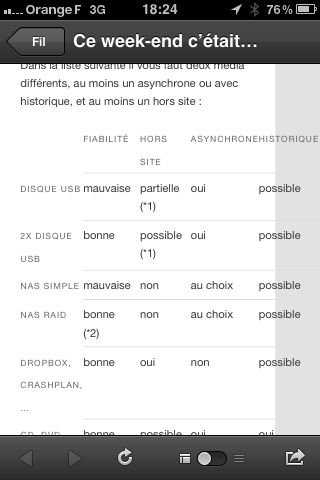 Orange F 3G 18:24 76 %
Fil Ce week-end c'était…
Dans la liste suivante il vous faut deux media
différents, au moins un asynchrone ou avec
historique, et au moins un hors site :
FIABILITÉ HORS ASYNCHRONE HISTORIQUE
SITE
DISQUE USB mauvaise partielle oui possible
(*1)
2X DISQUE bonne possible oui possible
USB (*1)
NAS SIMPLE mauvaise non au choix possible
NAS RAID bonne non au choix possible
(*2)
DROPBOX, bonne oui non possible
CRASHPLAN,
...
CD, DVD bonne possible oui oui